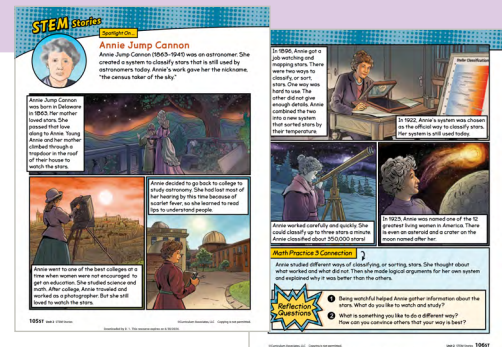 STEM Stories
Spotlight On ...
Annie Jump Cannon
Annie Jump Cannon (1863–1941) was an astronomer. She
created a system to classify stars that is still used by
astronomers today. Annie's work gave her the nickname,
"the census taker of the sky."
Annie Jump Cannon
was born in Delaware
in 1863. Her mother
loved stars. She
passed that love
along to Annie. Young
Annie and her mother
climbed through a
trapdoor in the roof
of their house to
watch the stars.
Annie decided to go back to college to
study astronomy. She had lost most of
her hearing by this time because of
scarlet fever, so she learned to read
lips to understand people.
Annie went to one of the best colleges at a
time when women were not encouraged to
get an education. She studied science and
math. After college, Annie traveled and
worked as a photographer. But she still
loved to watch the stars.
In 1896, Annie got a
job watching and
mapping stars. There
were two ways to
classify, or sort,
stars. One way was
hard to use. The
other did not give
enough details. Annie
combined the two
into a new system
that sorted stars by
their temperature.
Stellar Classification
In 1922, Annie's system was chosen
as the official way to classify stars.
Her system is still used today.
Annie worked carefully and quickly. She
could classify up to three stars a minute.
Annie classified about 350,000 stars!
In 1923, Annie was named one of the 12
greatest living women in America. There
is even an asteroid and a crater on the
moon named after her.
Math Practice 3 Connection
Annie studied different ways of classifying, or sorting, stars. She thought about
what worked and what did not. Then she made logical arguments for her own system
and explained why it was better than the others.
Reflection
Questions
1 Being watchful helped Annie gather information about the
stars. What do you like to watch and study?
2 What is something you like to do a different way?
How can you convince others that your way is best?
105ST
106ST